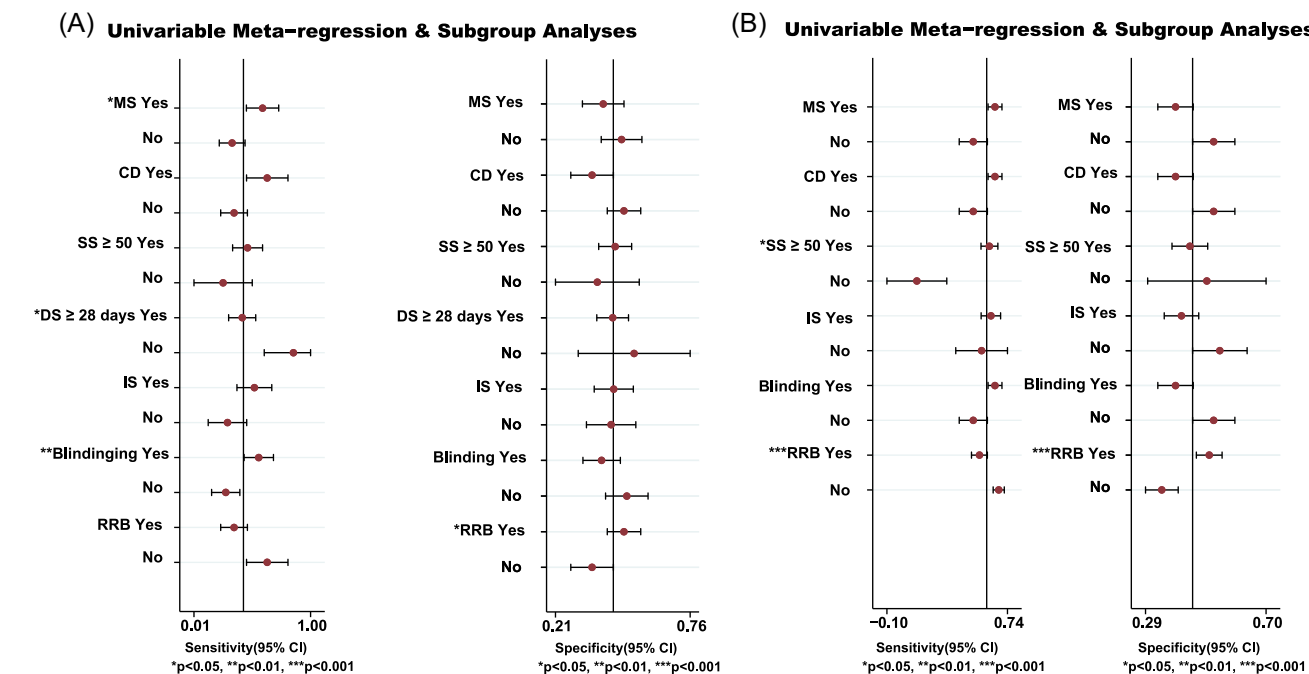 (A) Univariable Meta−regression & Subgroup Analyses
*MS Yes
No
CD Yes
No
SS ≥ 50 Yes
No
*DS ≥ 28 days Yes
No
IS Yes
No
**Blindinging Yes
No
RRB Yes
No
0.01 1.00
Sensitivity(95% CI)
*p<0.05, **p<0.01, ***p<0.001
MS Yes
No
CD Yes
No
SS ≥ 50 Yes
No
DS ≥ 28 days Yes
No
IS Yes
No
Blinding Yes
No
*RRB Yes
No
0.21 0.76
Specificity(95% CI)
*p<0.05, **p<0.01, ***p<0.001
(B) Univariable Meta−regression & Subgroup Analyses
MS Yes
No
CD Yes
No
*SS ≥ 50 Yes
No
IS Yes
No
Blinding Yes
No
***RRB Yes
No
−0.10 0.74
Sensitivity(95% CI)
*p<0.05, **p<0.01, ***p<0.001
MS Yes
No
CD Yes
No
SS ≥ 50 Yes
No
IS Yes
No
Blinding Yes
No
***RRB Yes
No
0.29 0.70
Specificity(95% CI)
*p<0.05, **p<0.01, ***p<0.001